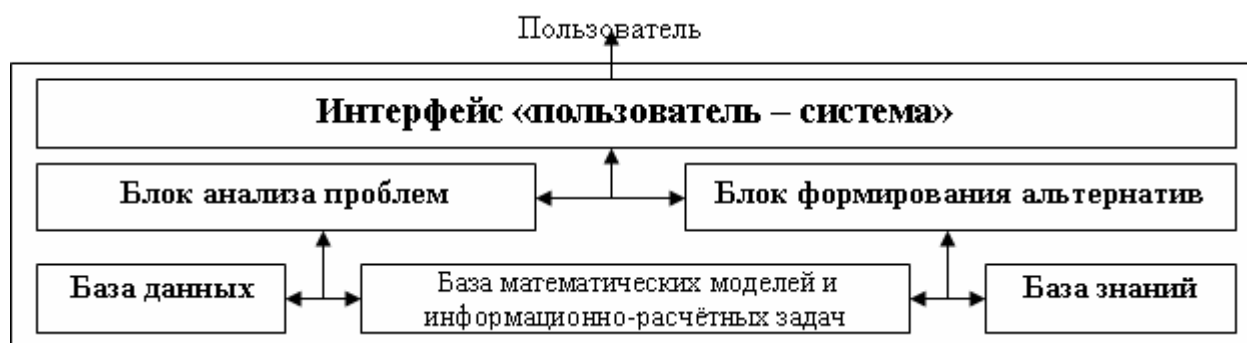 Пользователь
Интерфейс «пользователь – система»
Блок анализа проблем
Блок формирования альтернатив
База данных
База математических моделей и
информационно-расчётных задач
База знаний